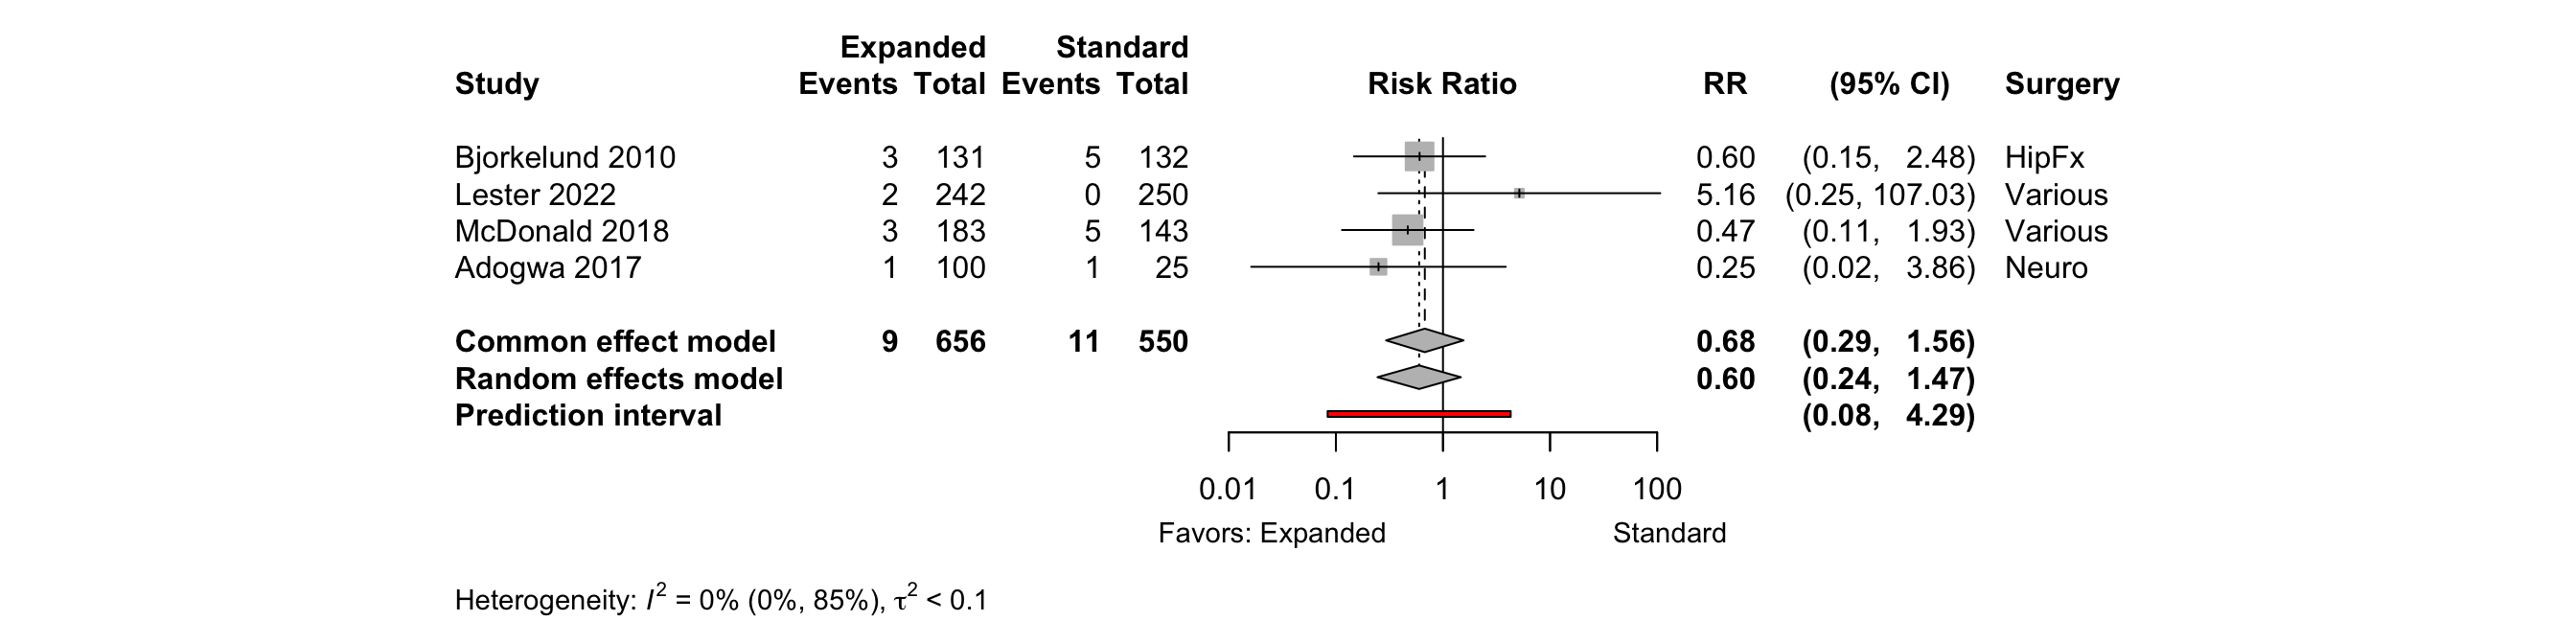 Expanded Standard
Study Events Total Events Total Risk Ratio RR (95% CI) Surgery
Bjorkelund 2010 3 131 5 132 0.60 (0.15, 2.48) HipFx
Lester 2022 2 242 0 250 5.16 (0.25, 107.03) Various
McDonald 2018 3 183 5 143 0.47 (0.11, 1.93) Various
Adogwa 2017 1 100 1 25 0.25 (0.02, 3.86) Neuro
Common effect model 9 656 11 550 0.68 (0.29, 1.56)
Random effects model 0.60 (0.24, 1.47)
Prediction interval (0.08, 4.29)
0.01 0.1 1 10 100
Favors: Expanded Standard
Heterogeneity: I² = 0% (0%, 85%), τ² < 0.1